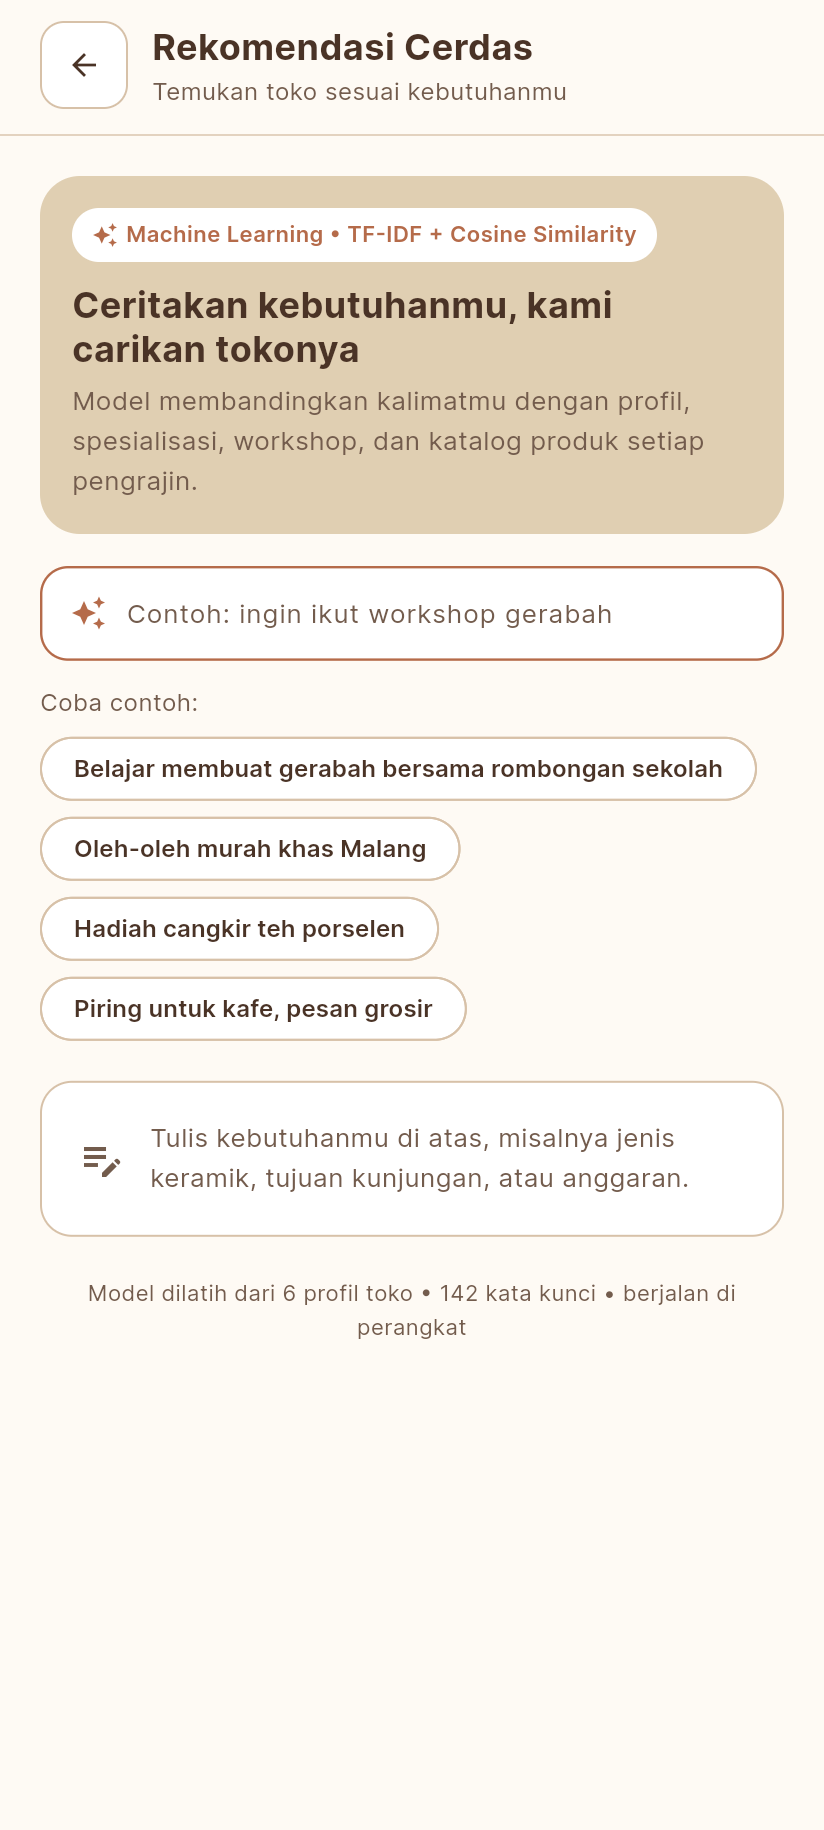 Rekomendasi Cerdas
Temukan toko sesuai kebutuhanmu
Machine Learning • TF-IDF + Cosine Similarity
Ceritakan kebutuhanmu, kami
carikan tokonya
Model membandingkan kalimatmu dengan profil,
spesialisasi, workshop, dan katalog produk setiap
pengrajin.
Contoh: ingin ikut workshop gerabah
Coba contoh:
Belajar membuat gerabah bersama rombongan sekolah
Oleh-oleh murah khas Malang
Hadiah cangkir teh porselen
Piring untuk kafe, pesan grosir
Tulis kebutuhanmu di atas, misalnya jenis
keramik, tujuan kunjungan, atau anggaran.
Model dilatih dari 6 profil toko • 142 kata kunci • berjalan di
perangkat